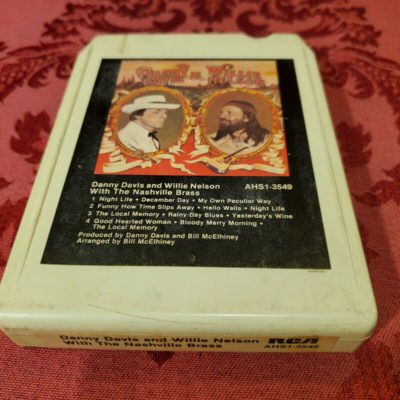 Danny & Willie
Danny Davis and Willie Nelson AHS1-3549
With The Nashville Brass
1 Night Life • December Day • My Own Peculiar Way
2 Funny How Time Slips Away • Hello Walls • Night Life
3 The Local Memory • Rainy Day Blues • Yesterday's Wine
4 Good Hearted Woman • Bloody Merry Morning •
The Local Memory
Produced by Danny Davis and Bill McElhiney
Arranged by Bill McElhiney
Danny Davis and Willie Nelson RCA
With The Nashville Brass AHS1-3549